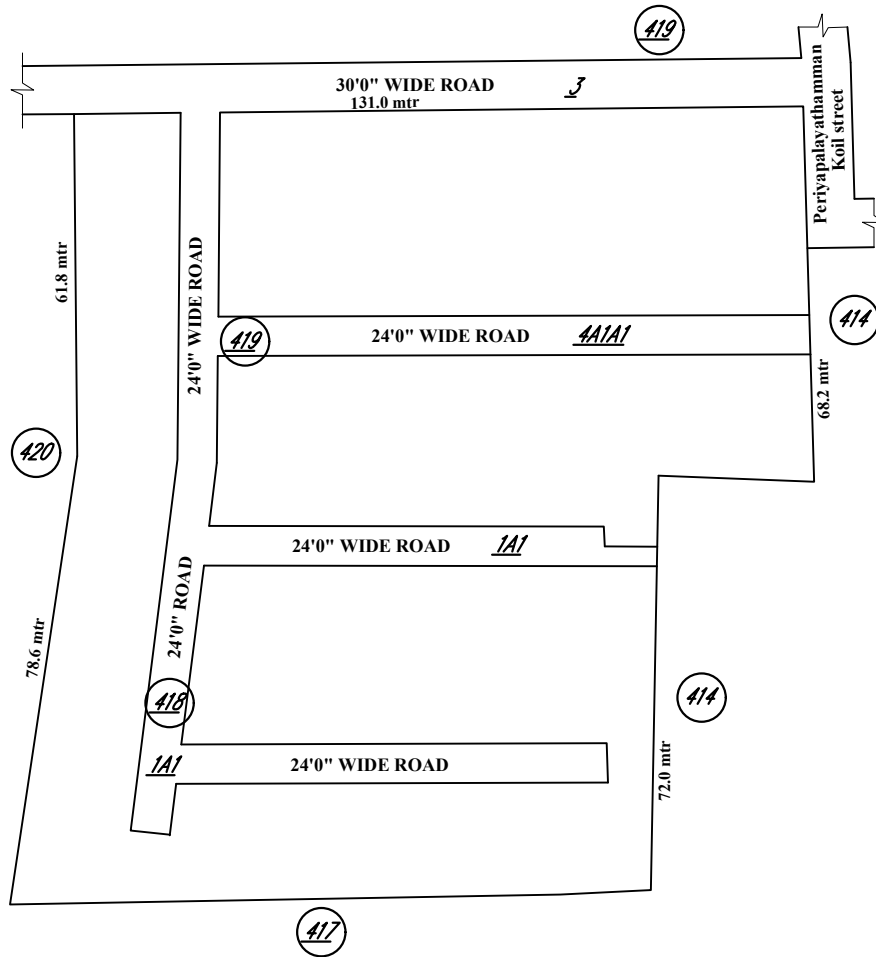 419
30'0" WIDE ROAD
3
131.0 mtr
Periyapalayathamman
Koil street
61.8 mtr
24'0" WIDE ROAD
419
24'0" WIDE ROAD
4A1A1
414
68.2 mtr
420
24'0" WIDE ROAD
1A1
24'0" ROAD
78.6 mtr
418
414
1A1
24'0" WIDE ROAD
72.0 mtr
417